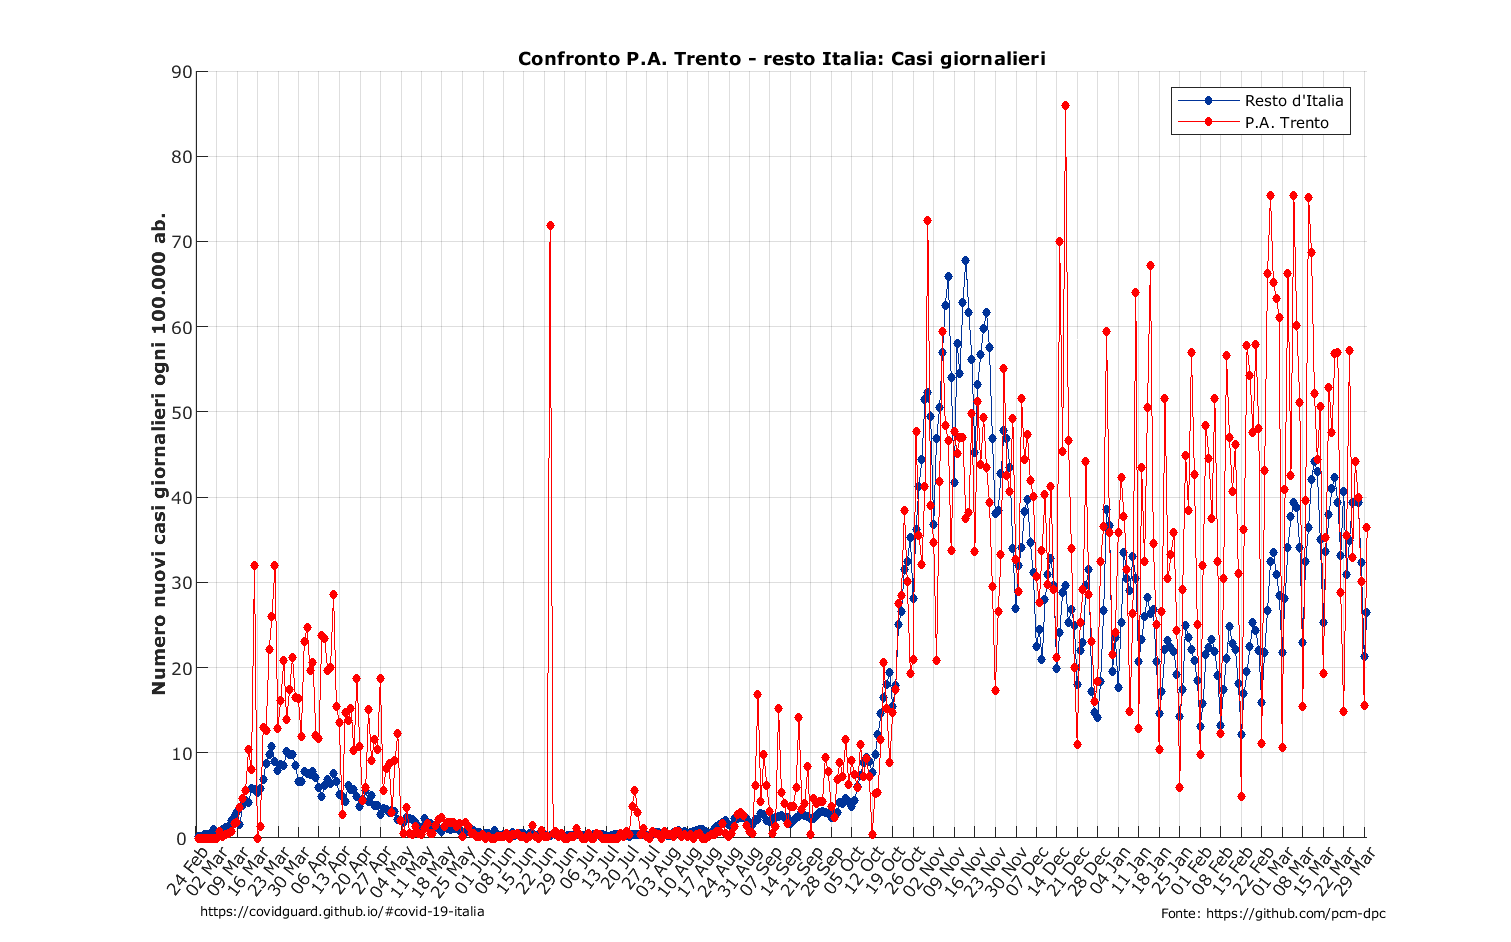 Confronto P.A. Trento - resto Italia: Casi giornalieri
Numero nuovi casi giornalieri ogni 100.000 ab.
90
80
70
60
50
40
30
20
10
0
Resto d'Italia
P.A. Trento
24 Feb
02 Mar
09 Mar
16 Mar
23 Mar
30 Mar
06 Apr
13 Apr
20 Apr
27 Apr
04 May
11 May
18 May
25 May
01 Jun
08 Jun
15 Jun
22 Jun
29 Jun
06 Jul
13 Jul
20 Jul
27 Jul
03 Aug
10 Aug
17 Aug
24 Aug
31 Aug
07 Sep
14 Sep
21 Sep
28 Sep
05 Oct
12 Oct
19 Oct
26 Oct
02 Nov
09 Nov
16 Nov
23 Nov
30 Nov
07 Dec
14 Dec
21 Dec
28 Dec
04 Jan
11 Jan
18 Jan
25 Jan
01 Feb
08 Feb
15 Feb
22 Feb
01 Mar
08 Mar
15 Mar
22 Mar
29 Mar
https://covidguard.github.io/#covid-19-italia
Fonte: https://github.com/pcm-dpc